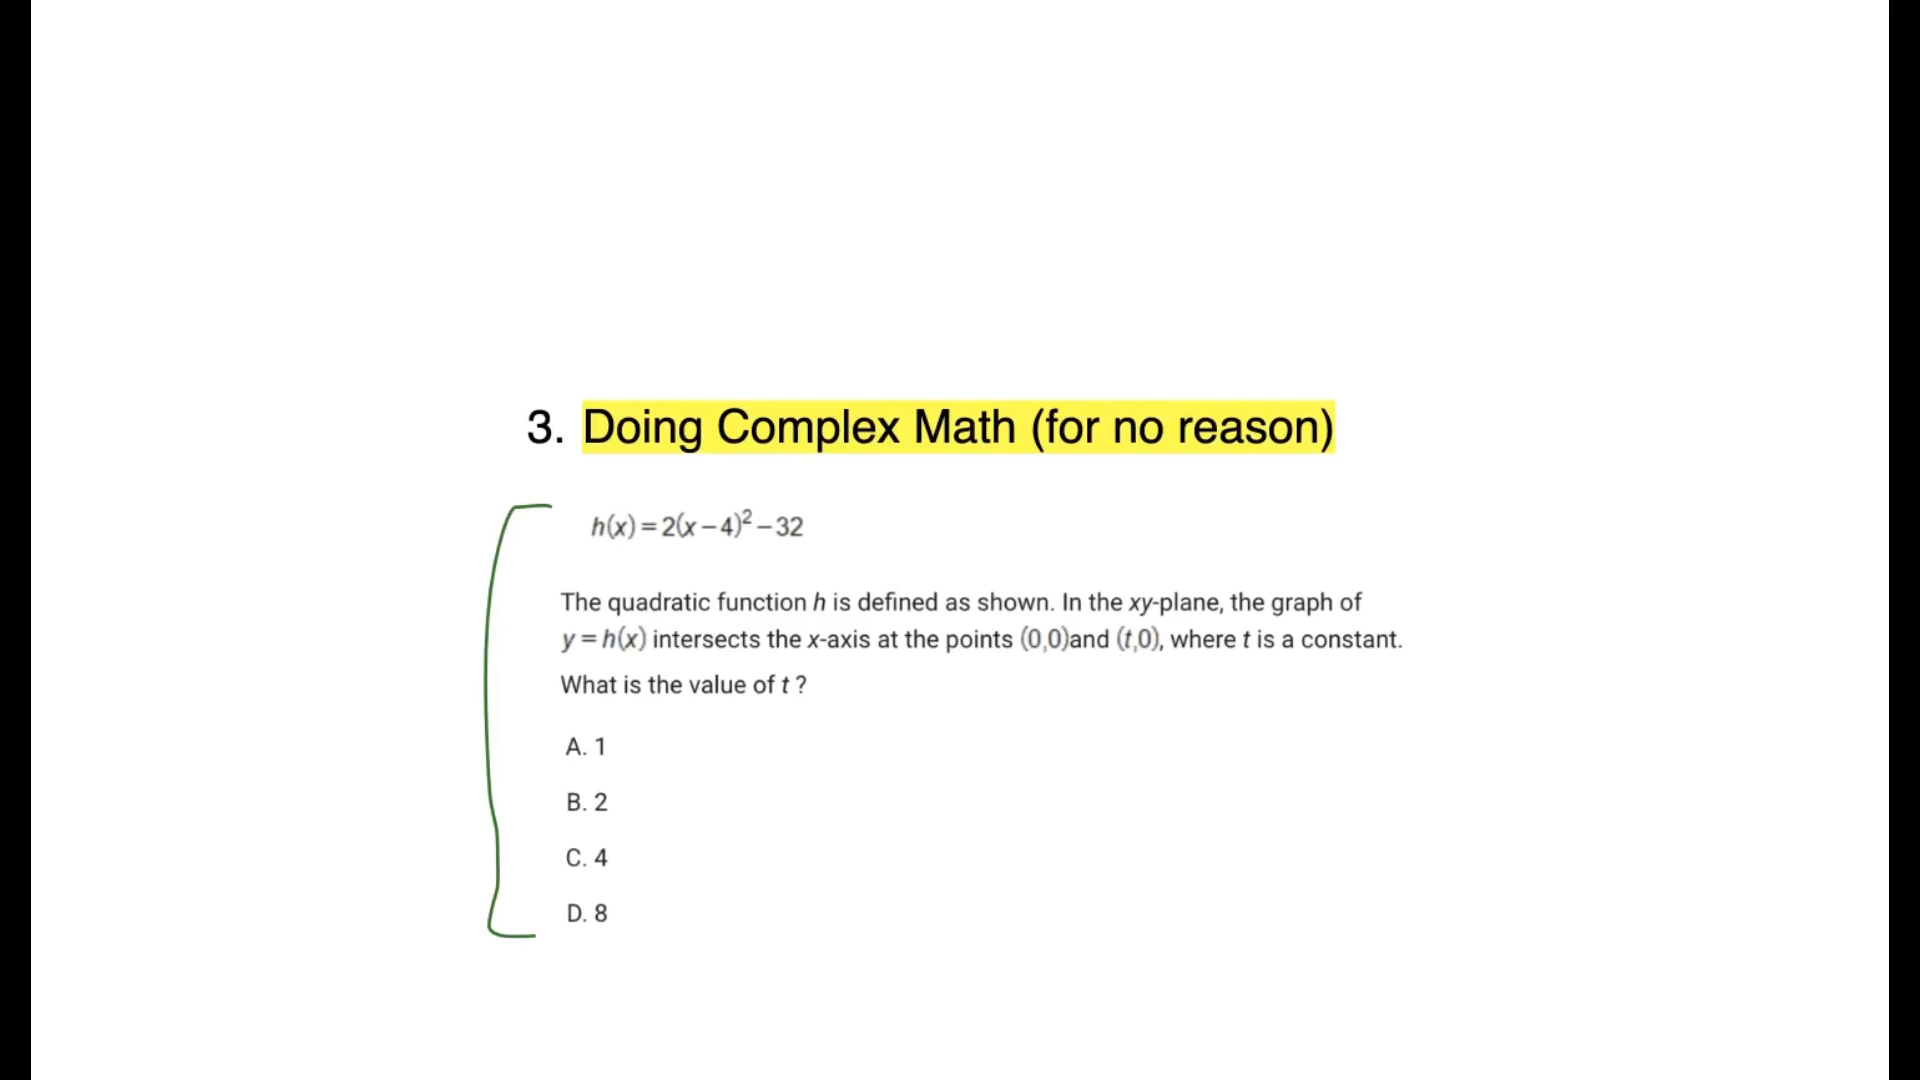 3. Doing Complex Math (for no reason)
h(x) = 2(x – 4)² – 32
The quadratic function h is defined as shown. In the xy-plane, the graph of
y = h(x) intersects the x-axis at the points (0,0)and (t,0), where t is a constant.
What is the value of t ?
A. 1
B. 2
C. 4
D. 8